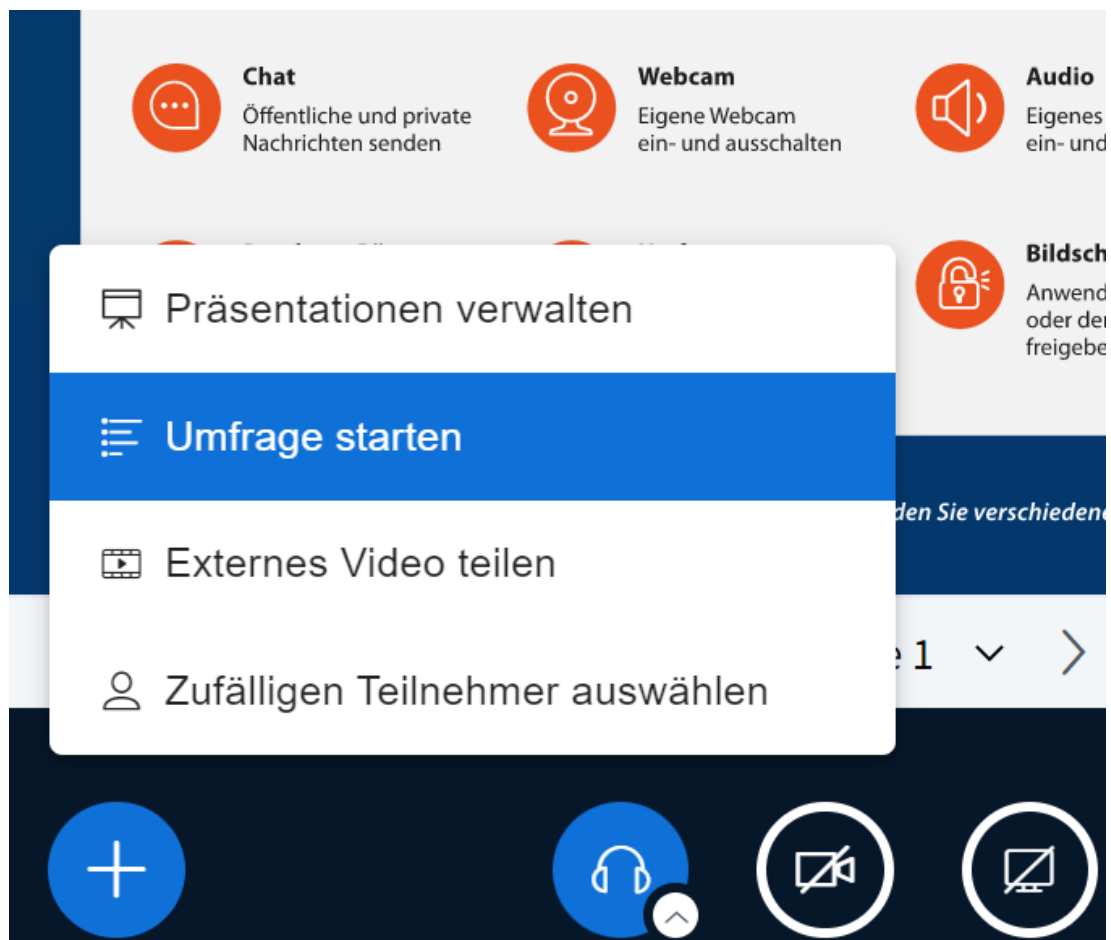 Chat
Öffentliche und private
Nachrichten senden
Webcam
Eigene Webcam
ein- und ausschalten
Audio
Eigenes
ein- und
Bildsch
Anwend
oder der
freigebe
Präsentationen verwalten
Umfrage starten
Externes Video teilen
Zufälligen Teilnehmer auswählen
den Sie verschiedene
1